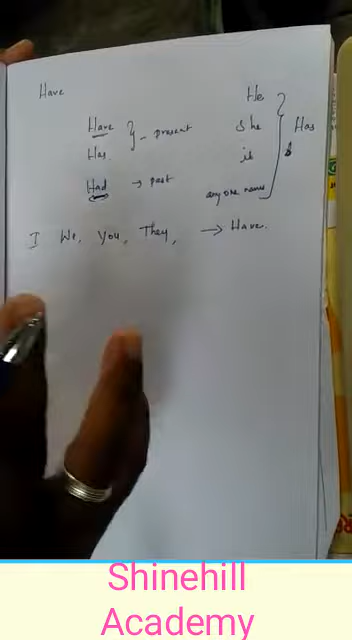 Have
Have } - present
Has
Had → past
He
She
it
any one name
Has
I We, You, They, → Have.
Shinehill
Academy